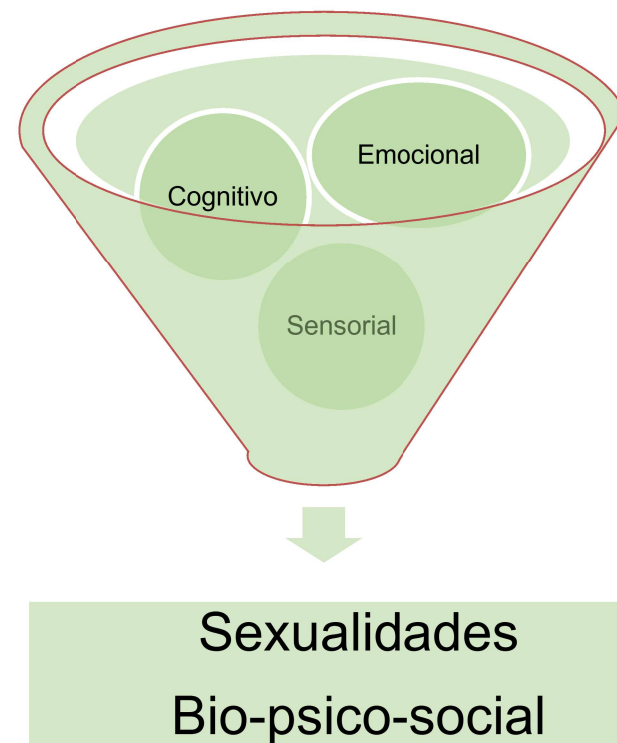 Emocional
Cognitivo
Sensorial
Sexualidades
Bio-psico-social